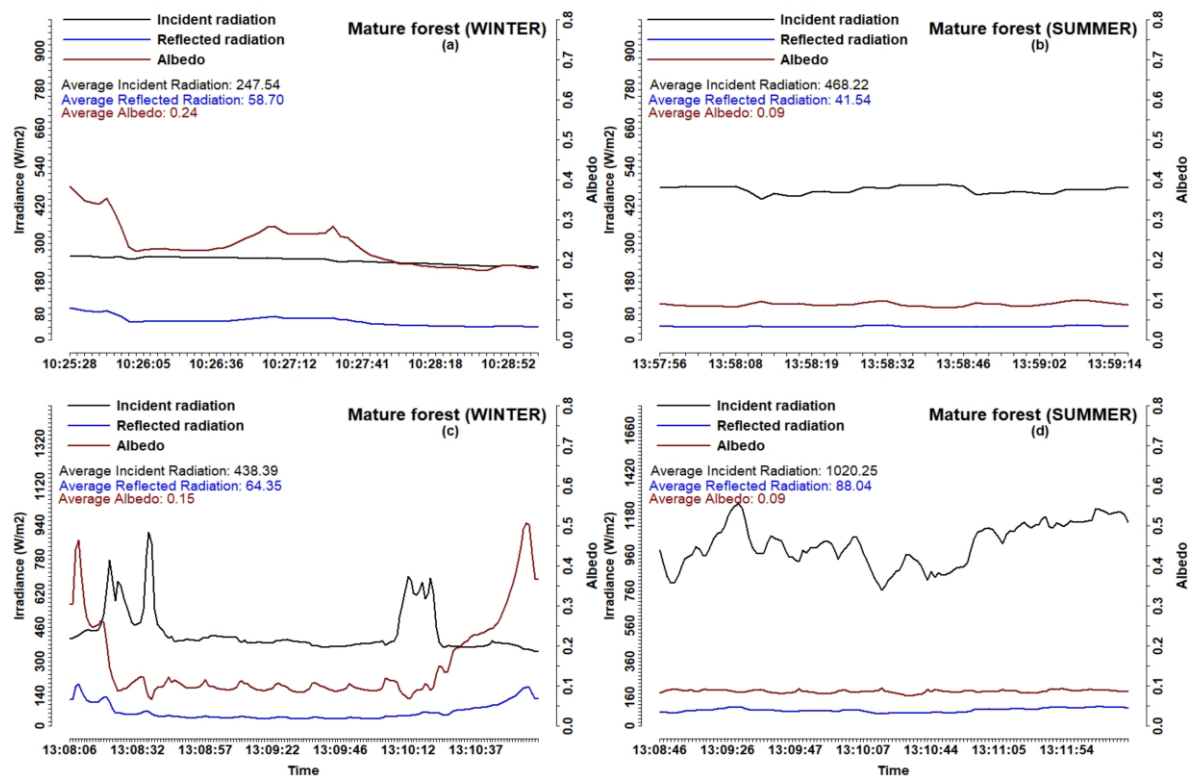 Incident radiation
Reflected radiation
Albedo
Mature forest (WINTER)
(a)
Average Incident Radiation: 247.54
Average Reflected Radiation: 58.70
Average Albedo: 0.24
Irradiance (W/m2)
0 80 180 300 420 540 660 780 900
Albedo
0.0 0.1 0.2 0.3 0.4 0.5 0.6 0.7 0.8
10:25:28 10:26:05 10:26:36 10:27:12 10:27:41 10:28:18 10:28:52
Incident radiation
Reflected radiation
Albedo
Mature forest (SUMMER)
(b)
Average Incident Radiation: 468.22
Average Reflected Radiation: 41.54
Average Albedo: 0.09
Irradiance (W/m2)
0 80 180 300 420 540 660 780 900
Albedo
0.0 0.1 0.2 0.3 0.4 0.5 0.6 0.7 0.8
13:57:56 13:58:08 13:58:19 13:58:32 13:58:46 13:59:02 13:59:14
Incident radiation
Reflected radiation
Albedo
Mature forest (WINTER)
(c)
Average Incident Radiation: 438.39
Average Reflected Radiation: 64.35
Average Albedo: 0.15
Irradiance (W/m2)
0 140 300 460 620 780 940 1120 1320
Albedo
0.0 0.1 0.2 0.3 0.4 0.5 0.6 0.7 0.8
13:08:06 13:08:32 13:08:57 13:09:22 13:09:46 13:10:12 13:10:37
Time
Incident radiation
Reflected radiation
Albedo
Mature forest (SUMMER)
(d)
Average Incident Radiation: 1020.25
Average Reflected Radiation: 88.04
Average Albedo: 0.09
Irradiance (W/m2)
0 160 360 560 760 960 1180 1420 1660
Albedo
0.0 0.1 0.2 0.3 0.4 0.5 0.6 0.7 0.8
13:08:46 13:09:26 13:09:47 13:10:07 13:10:44 13:11:05 13:11:54
Time